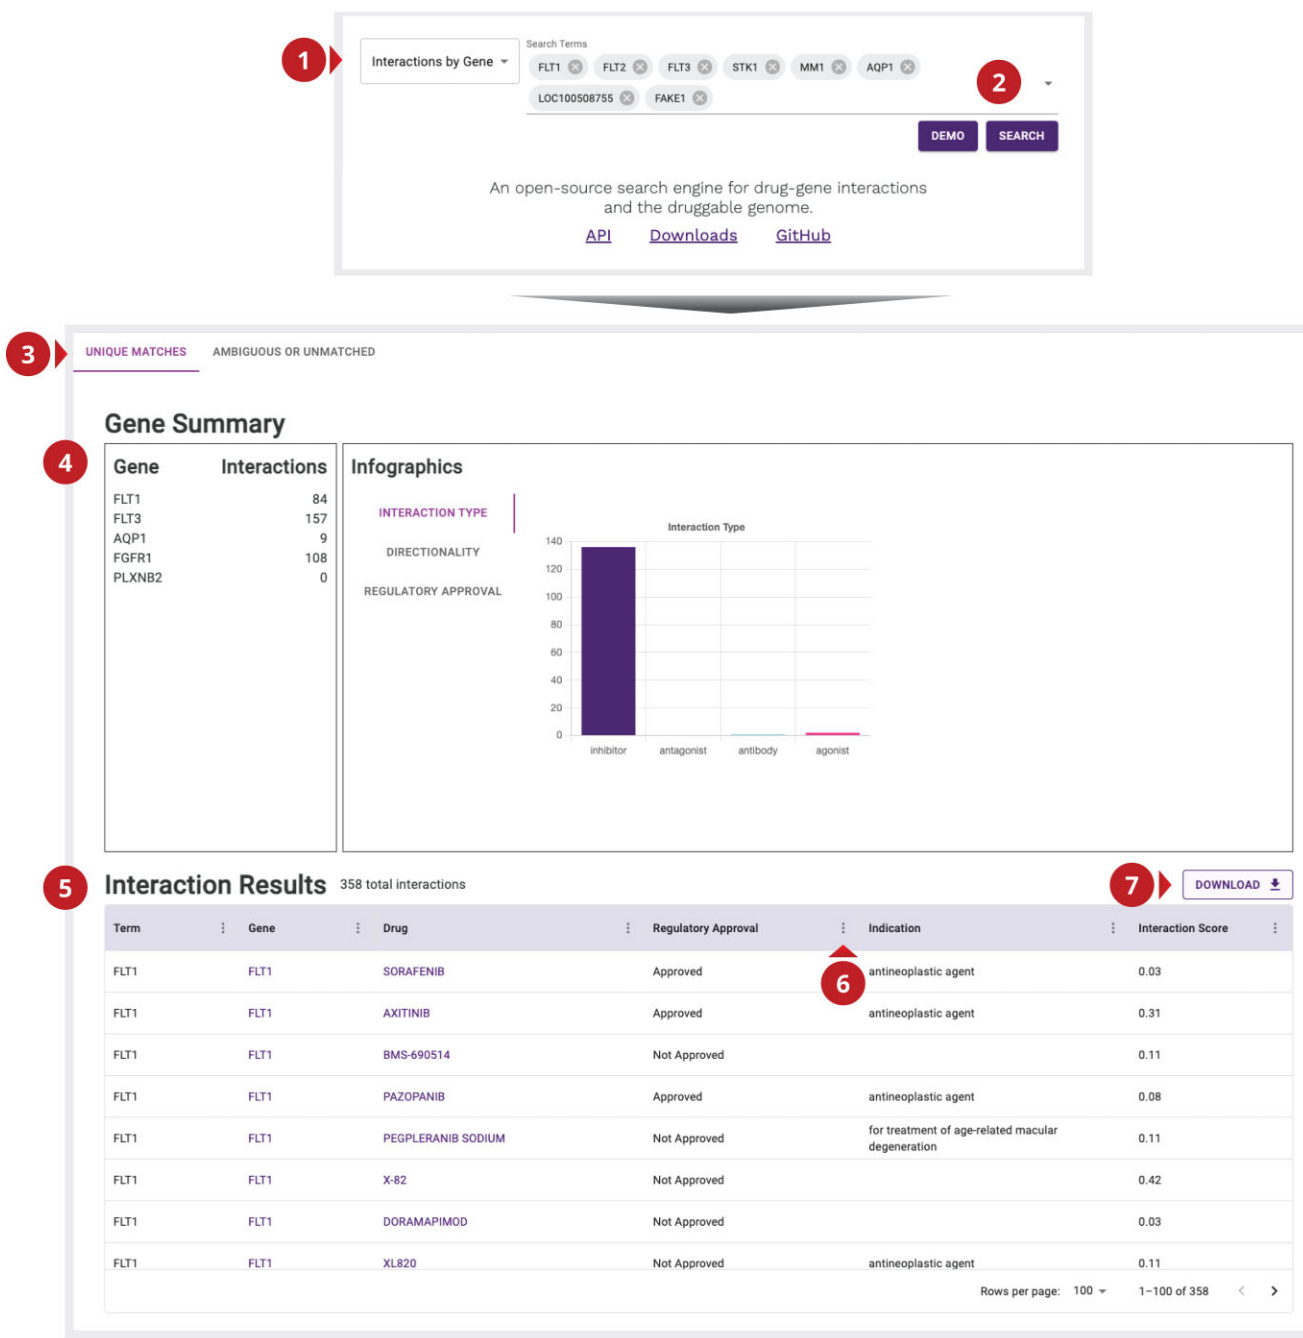 1
Interactions by Gene
Search Terms
FLT1 FLT2 FLT3 STK1 MM1 AQP1
LOC100508755 FAKE1
2
DEMO SEARCH
An open-source search engine for drug-gene interactions
and the druggable genome.
API Downloads GitHub
3
UNIQUE MATCHES AMBIGUOUS OR UNMATCHED
Gene Summary
4
Gene Interactions
FLT1 84
FLT3 157
AQP1 9
FGFR1 108
PLXNB2 0
Infographics
INTERACTION TYPE
DIRECTIONALITY
REGULATORY APPROVAL
Interaction Type
140
120
100
80
60
40
20
0
inhibitor antagonist antibody agonist
5
Interaction Results 358 total interactions
7
DOWNLOAD
Term Gene Drug Regulatory Approval Indication Interaction Score
6
FLT1 FLT1 SORAFENIB Approved antineoplastic agent 0.03
FLT1 FLT1 AXITINIB Approved antineoplastic agent 0.31
FLT1 FLT1 BMS-690514 Not Approved 0.11
FLT1 FLT1 PAZOPANIB Approved antineoplastic agent 0.08
FLT1 FLT1 PEGPLERANIB SODIUM Not Approved for treatment of age-related macular
degeneration 0.11
FLT1 FLT1 X-82 Not Approved 0.42
FLT1 FLT1 DORAMAPIMOD Not Approved 0.03
FLT1 FLT1 XL820 Not Approved antineoplastic agent 0.11
Rows per page: 100 1–100 of 358